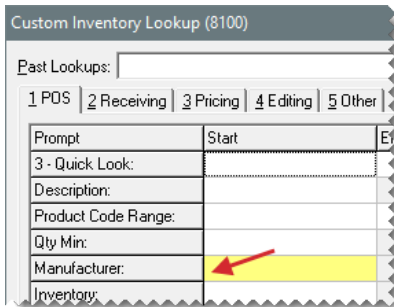 Custom Inventory Lookup (8100)
Past Lookups:
1 POS 2 Receiving 3 Pricing 4 Editing 5 Other
Prompt Start
3 - Quick Look:
Description:
Product Code Range:
Qty Min:
Manufacturer:
Inventory: